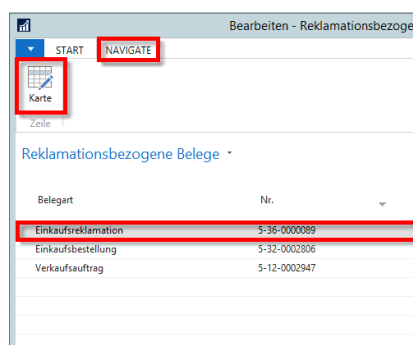 Bearbeiten - Reklamationsbezoge
START NAVIGATE
Karte
Zeile
Reklamationsbezogene Belege
Belegart Nr.
Einkaufsreklamation 5-36-0000089
Einkaufsbestellung 5-32-0002806
Verkaufsauftrag 5-12-0002947